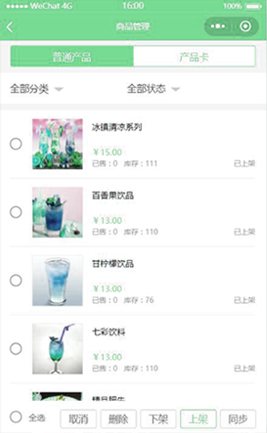 WeChat 4G 16:00 100%
商品管理
普通产品 产品卡
全部分类 全部状态
冰镇清凉系列
￥15.00
已售：0 库存：111 已上架
百香果饮品
￥13.00
已售：0 库存：110 已上架
甘柠檬饮品
￥13.00
已售：0 库存：76 已上架
七彩饮料
￥13.00
已售：0 库存：110 已上架
全选 取消 删除 下架 上架 同步